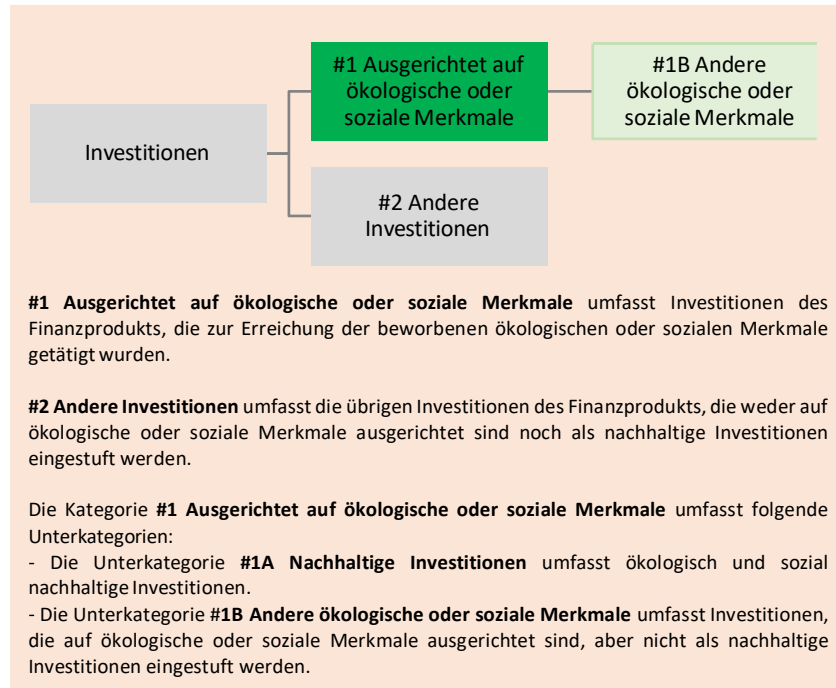 #1 Ausgerichtet auf
ökologische oder
soziale Merkmale
#1B Andere
ökologische oder
soziale Merkmale
Investitionen
#2 Andere
Investitionen
#1 Ausgerichtet auf ökologische oder soziale Merkmale umfasst Investitionen des
Finanzprodukts, die zur Erreichung der beworbenen ökologischen oder sozialen Merkmale
getätigt wurden.
#2 Andere Investitionen umfasst die übrigen Investitionen des Finanzprodukts, die weder auf
ökologische oder soziale Merkmale ausgerichtet sind noch als nachhaltige Investitionen
eingestuft werden.
Die Kategorie #1 Ausgerichtet auf ökologische oder soziale Merkmale umfasst folgende
Unterkategorien:
- Die Unterkategorie #1A Nachhaltige Investitionen umfasst ökologisch und sozial
nachhaltige Investitionen.
- Die Unterkategorie #1B Andere ökologische oder soziale Merkmale umfasst Investitionen,
die auf ökologische oder soziale Merkmale ausgerichtet sind, aber nicht als nachhaltige
Investitionen eingestuft werden.